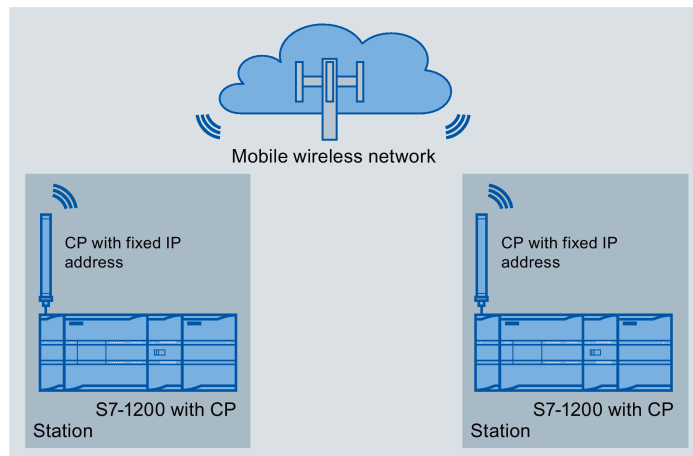 Mobile wireless network
CP with fixed IP
address
S7-1200 with CP
Station
CP with fixed IP
address
S7-1200 with CP
Station